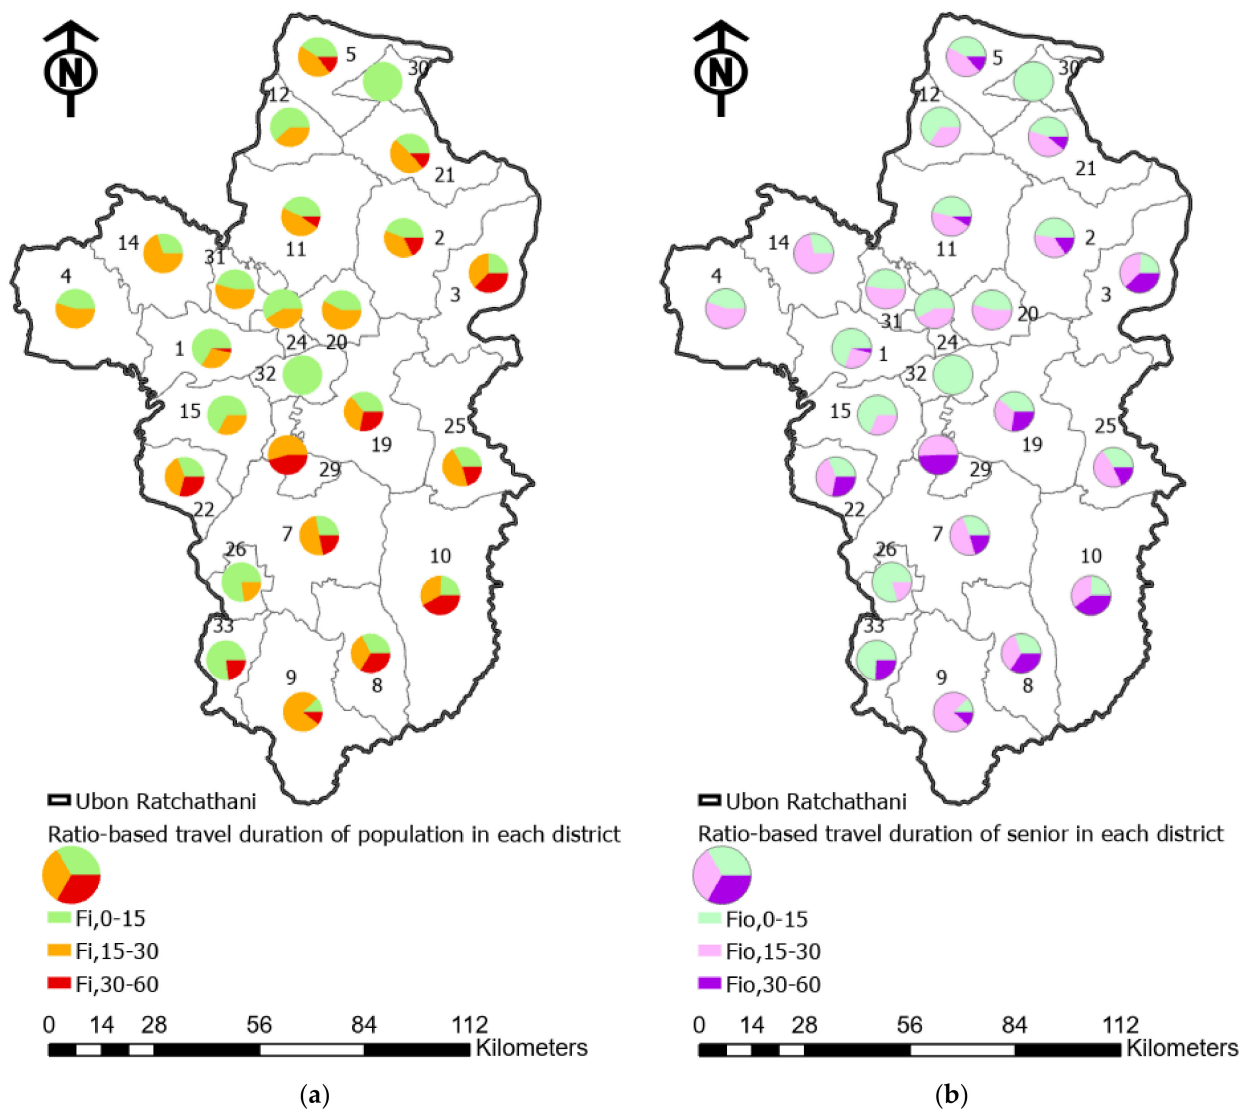 N
5
30
12
21
14
11
2
31
4
3
24
20
1
32
15
19
25
29
22
7
26
10
33
9
8
Ubon Ratchathani
Ratio-based travel duration of population in each district
Fi,0-15
Fi,15-30
Fi,30-60
0 14 28 56 84 112
Kilometers
(a)
N
5
30
12
21
14
11
2
4
3
31
20
24
1
32
15
19
25
29
22
7
26
10
33
9
8
Ubon Ratchathani
Ratio-based travel duration of senior in each district
Fio,0-15
Fio,15-30
Fio,30-60
0 14 28 56 84 112
Kilometers
(b)